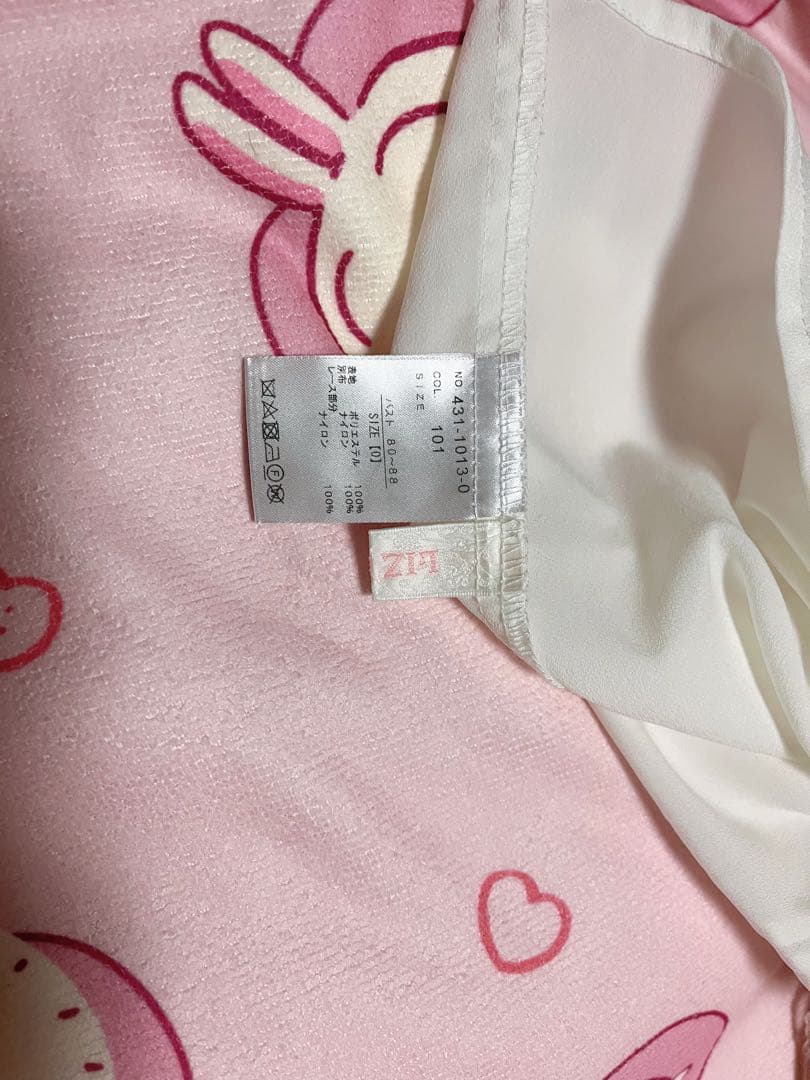 NO. 431-1013-0
COL. 101
SIZE
バスト 80~88
SIZE [0]
表地 ポリエステル 100%
別布 ナイロン 100%
レース部分 ナイロン 100%
F